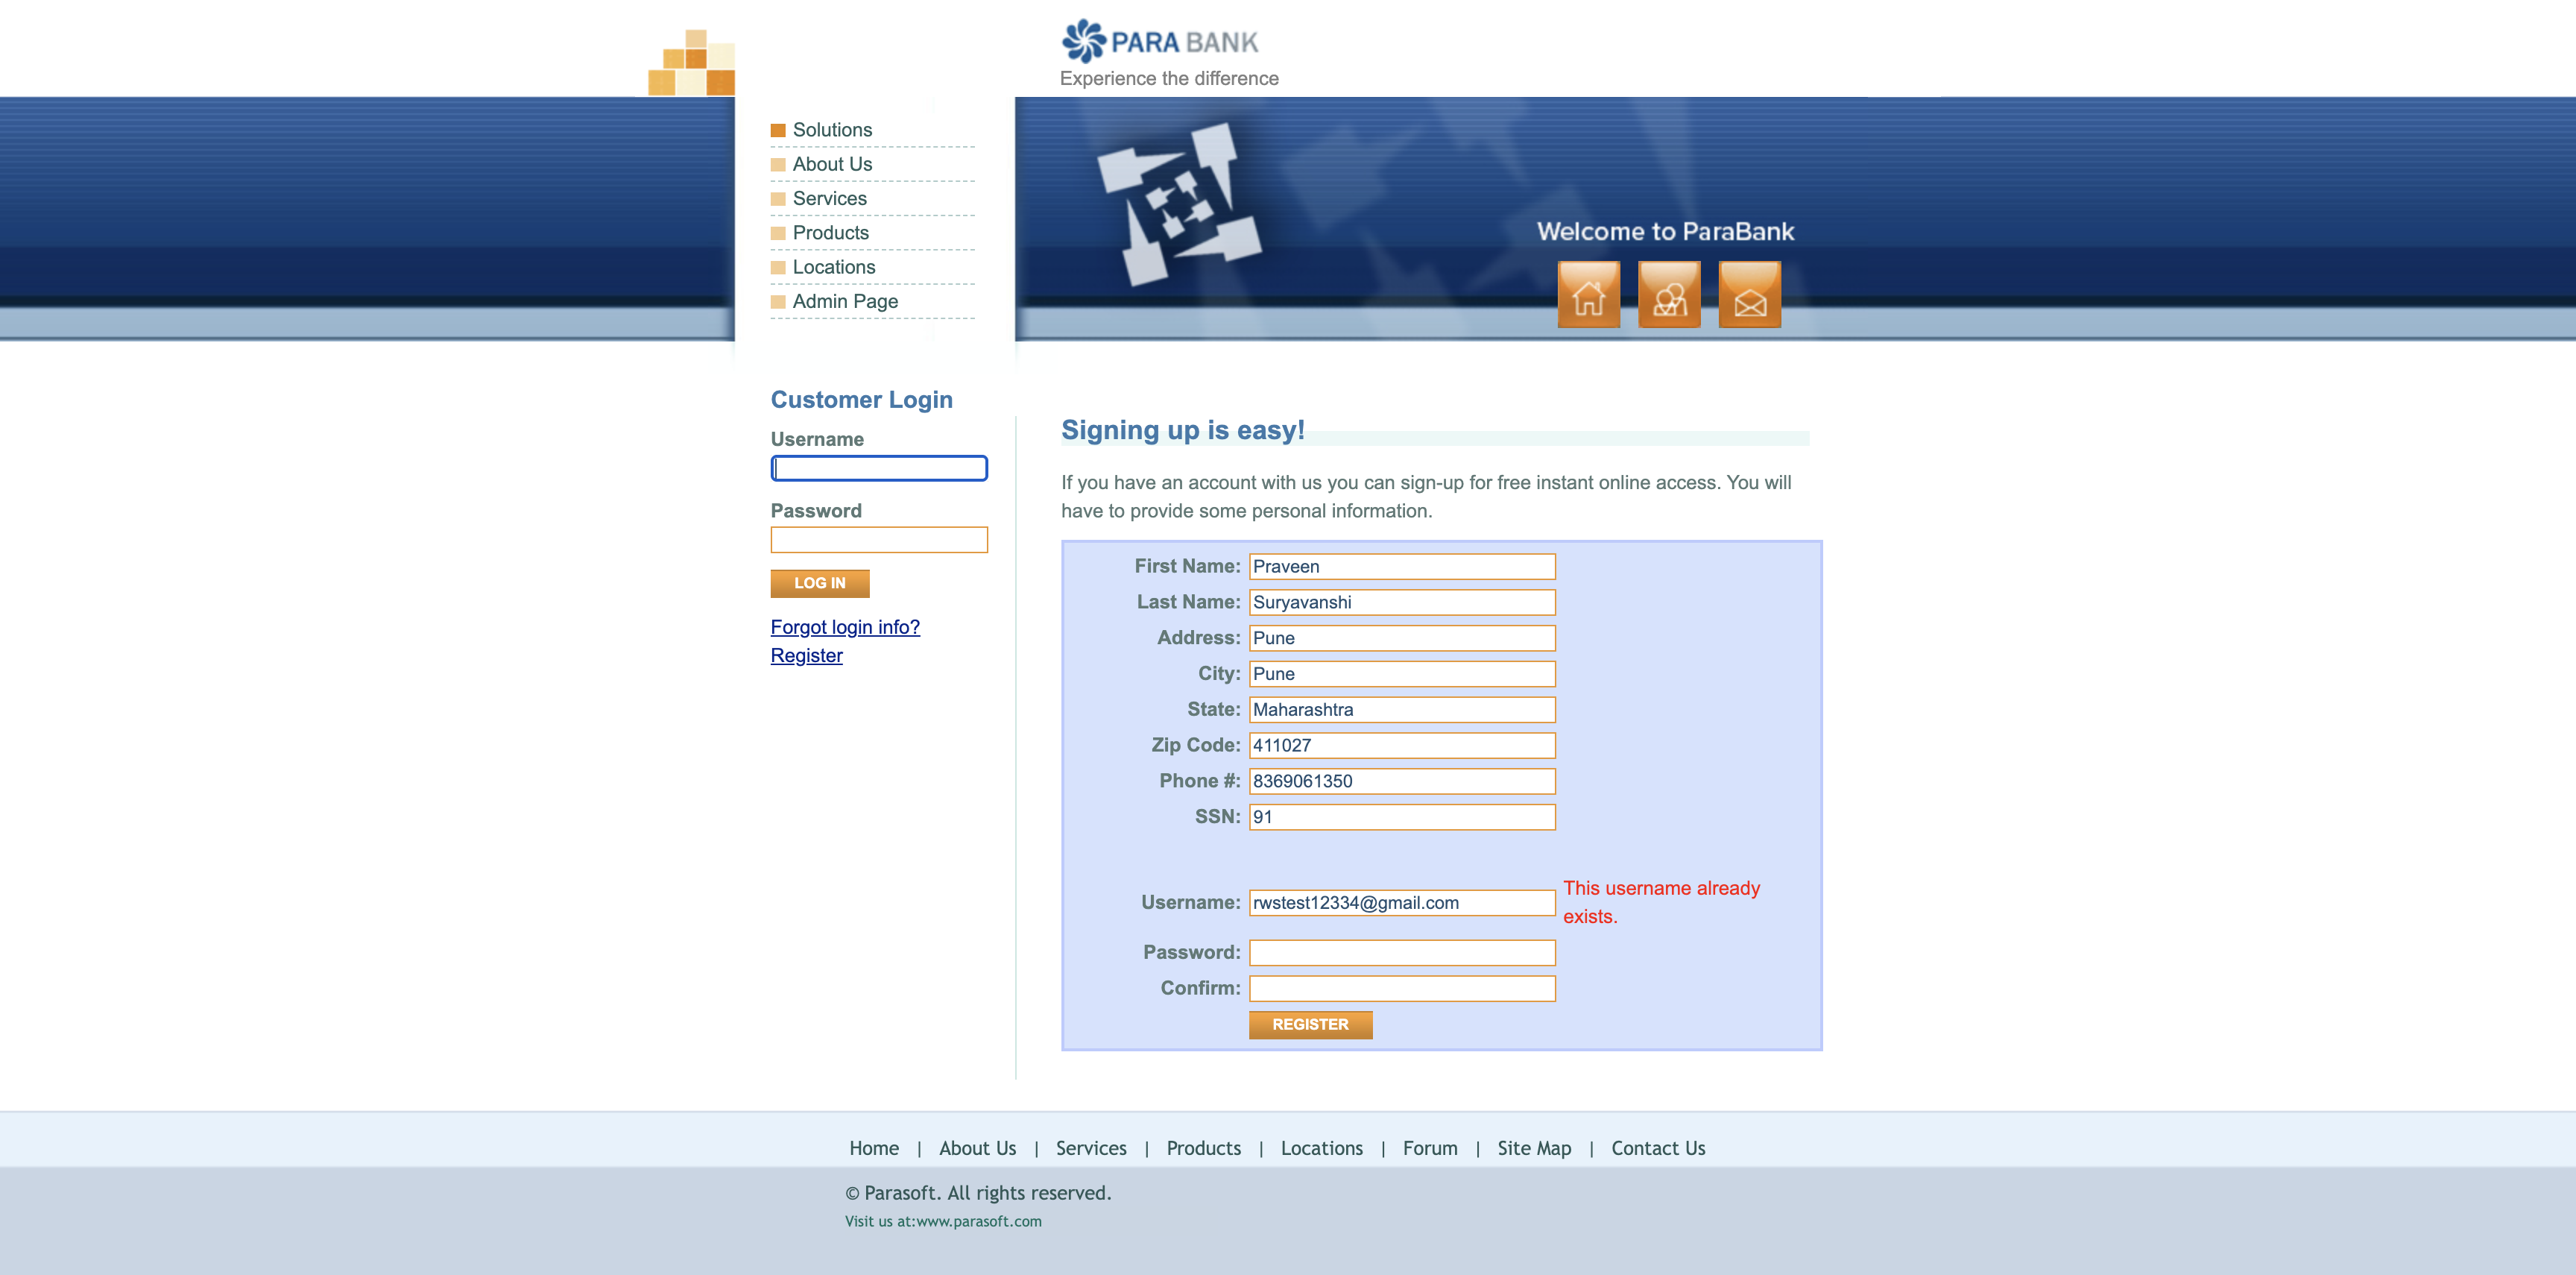 PARA BANK
Experience the difference
Solutions
About Us
Services
Products
Locations
Admin Page
Welcome to ParaBank
Customer Login
Username
Password
LOG IN
Forgot login info?
Register
Signing up is easy!
If you have an account with us you can sign-up for free instant online access. You will
have to provide some personal information.
First Name: Praveen
Last Name: Suryavanshi
Address: Pune
City: Pune
State: Maharashtra
Zip Code: 411027
Phone #: 8369061350
SSN: 91
Username: rwstest12334@gmail.com This username already
exists.
Password:
Confirm:
REGISTER
Home | About Us | Services | Products | Locations | Forum | Site Map | Contact Us
© Parasoft. All rights reserved.
Visit us at:www.parasoft.com